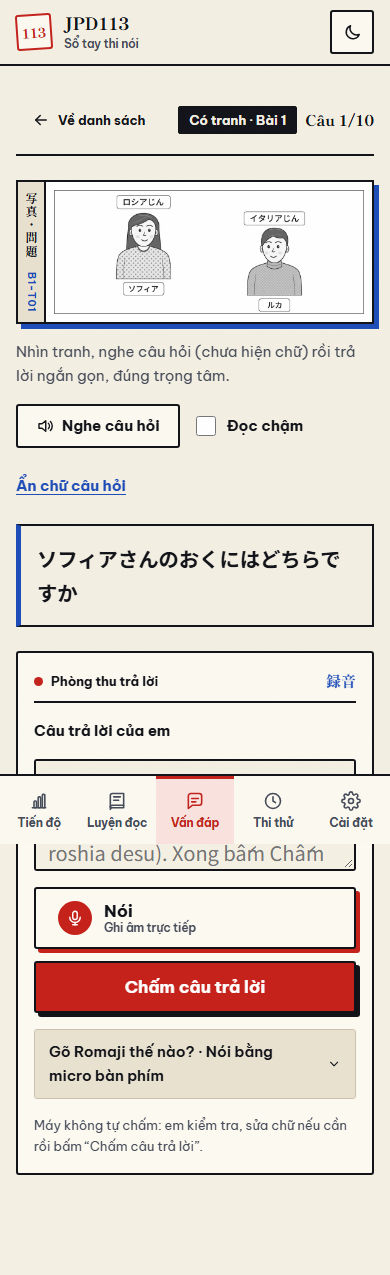 113
JPD113
Sổ tay thi nói
Về danh sách
Có tranh · Bài 1
Câu 1/10
写真・問題
B1-T01
ロシアじん
ソフィア
イタリアじん
ルカ
Nhìn tranh, nghe câu hỏi (chưa hiện chữ) rồi trả
lời ngắn gọn, đúng trọng tâm.
Nghe câu hỏi
Đọc chậm
Ẩn chữ câu hỏi
ソフィアさんのおくにはどちらで
すか
Phòng thu trả lời
録音
Câu trả lời của em
Tiến độ
Luyện đọc
Vấn đáp
Thi thử
Cài đặt
roshia desu). Xong bấm Chấm
Nói
Ghi âm trực tiếp
Chấm câu trả lời
Gõ Romaji thế nào? · Nói bằng
micro bàn phím
Máy không tự chấm: em kiểm tra, sửa chữ nếu cần
rồi bấm “Chấm câu trả lời”.